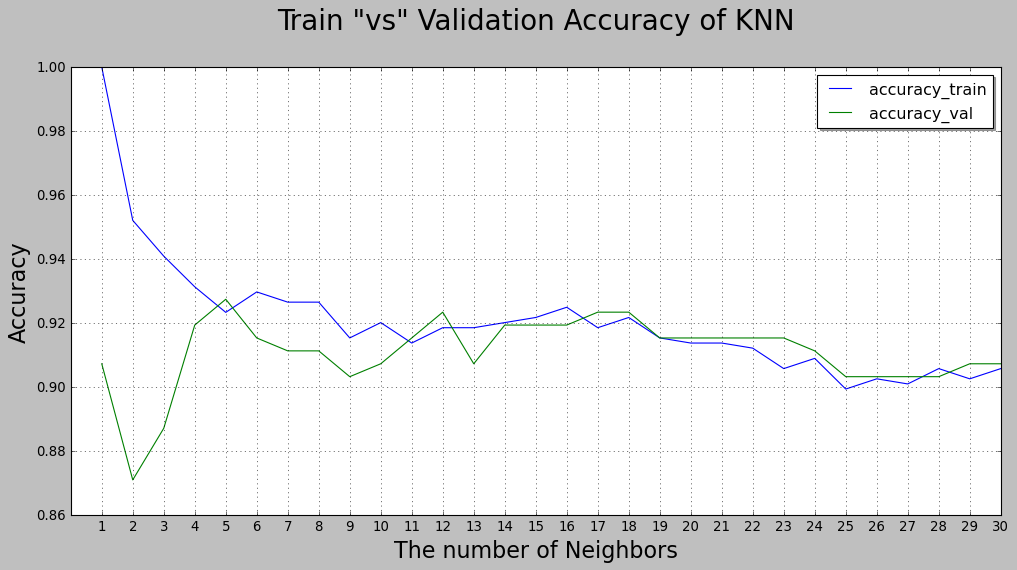 Train "vs" Validation Accuracy of KNN
1.00
0.98
0.96
0.94
0.92
0.90
0.88
0.86
Accuracy
accuracy_train
accuracy_val
1 2 3 4 5 6 7 8 9 10 11 12 13 14 15 16 17 18 19 20 21 22 23 24 25 26 27 28 29 30
The number of Neighbors